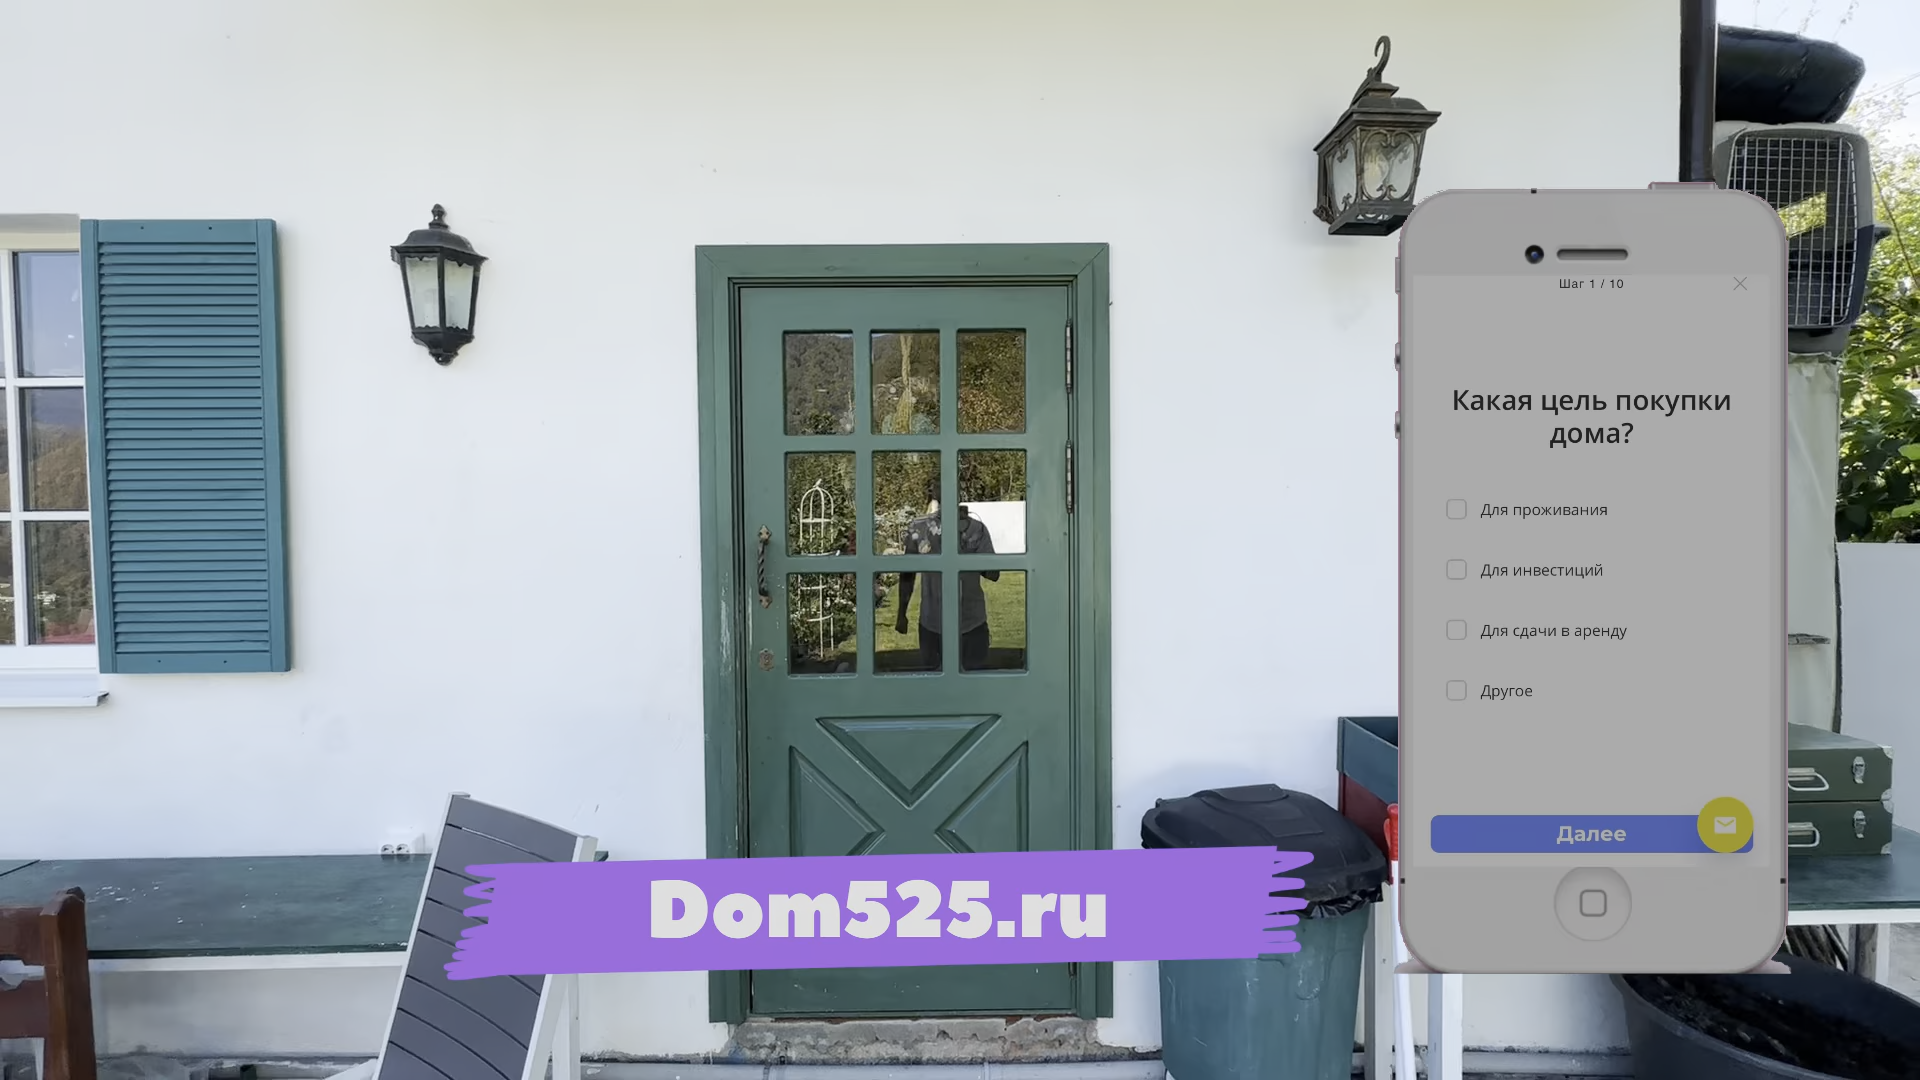 Шаг 1 / 10
Какая цель покупки
дома?
Для проживания
Для инвестиций
Для сдачи в аренду
Другое
Далее
Dom525.ru